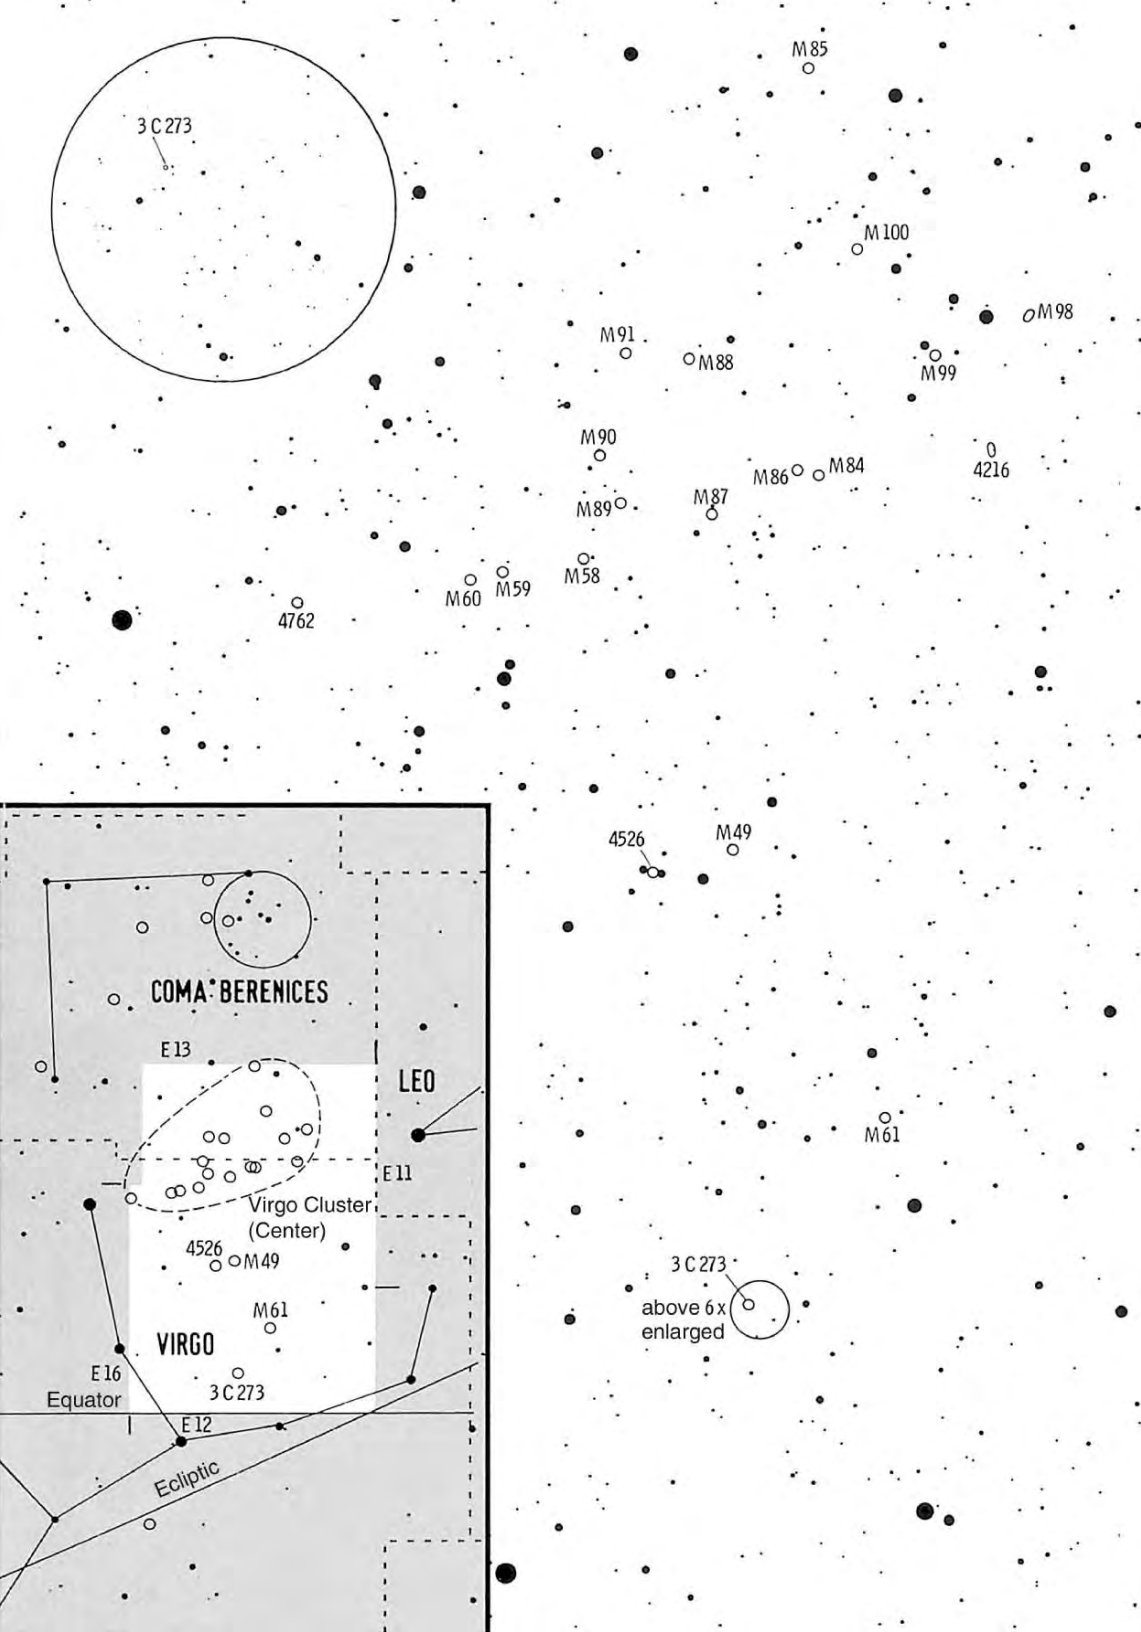 M85
3C273
M100
M98
M91
M88
M99
M90
M86
M84
4216
M89
M87
M58
M60
M59
4762
4526
M49
COMA BERENICES
E13
LEO
M61
E11
Virgo Cluster
(Center)
4526
M49
3C273
M61
above 6x
enlarged
VIRGO
E16
3C273
Equator
E12
Ecliptic